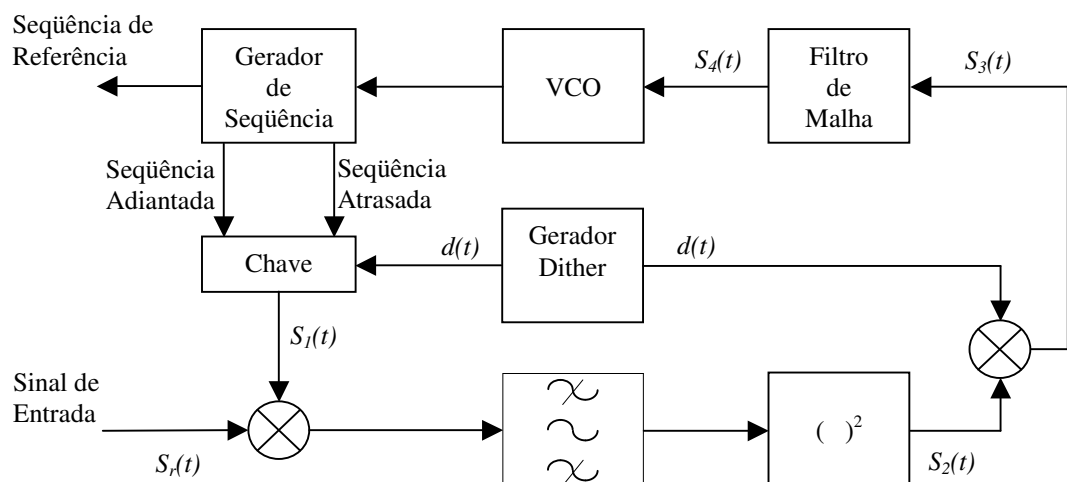 Seqüência de
Referência
Gerador
de
Seqüência
VCO
S4(t)
Filtro
de
Malha
S3(t)
Seqüência
Adiantada
Seqüência
Atrasada
Chave
d(t)
Gerador
Dither
d(t)
S1(t)
Sinal de
Entrada
Sr(t)
( )²
S2(t)